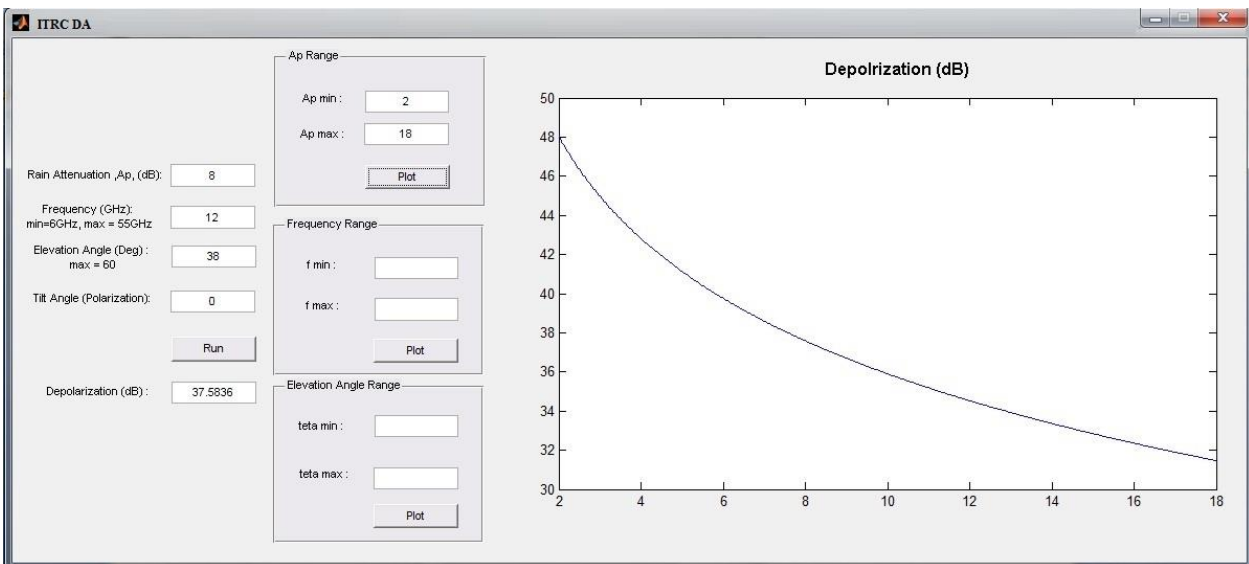 ITRC DA
Rain Attenuation ,Ap, (dB):
8
Frequency (GHz):
min=6GHz, max = 55GHz
12
Elevation Angle (Deg) :
max = 60
38
Tilt Angle (Polarization):
0
Run
Depolarization (dB) :
37.5836
Ap Range
Ap min :
2
Ap max :
18
Plot
Frequency Range
f min :
f max :
Plot
Elevation Angle Range
teta min :
teta max :
Plot
Depolrization (dB)
50
48
46
44
42
40
38
36
34
32
30
2 4 6 8 10 12 14 16 18